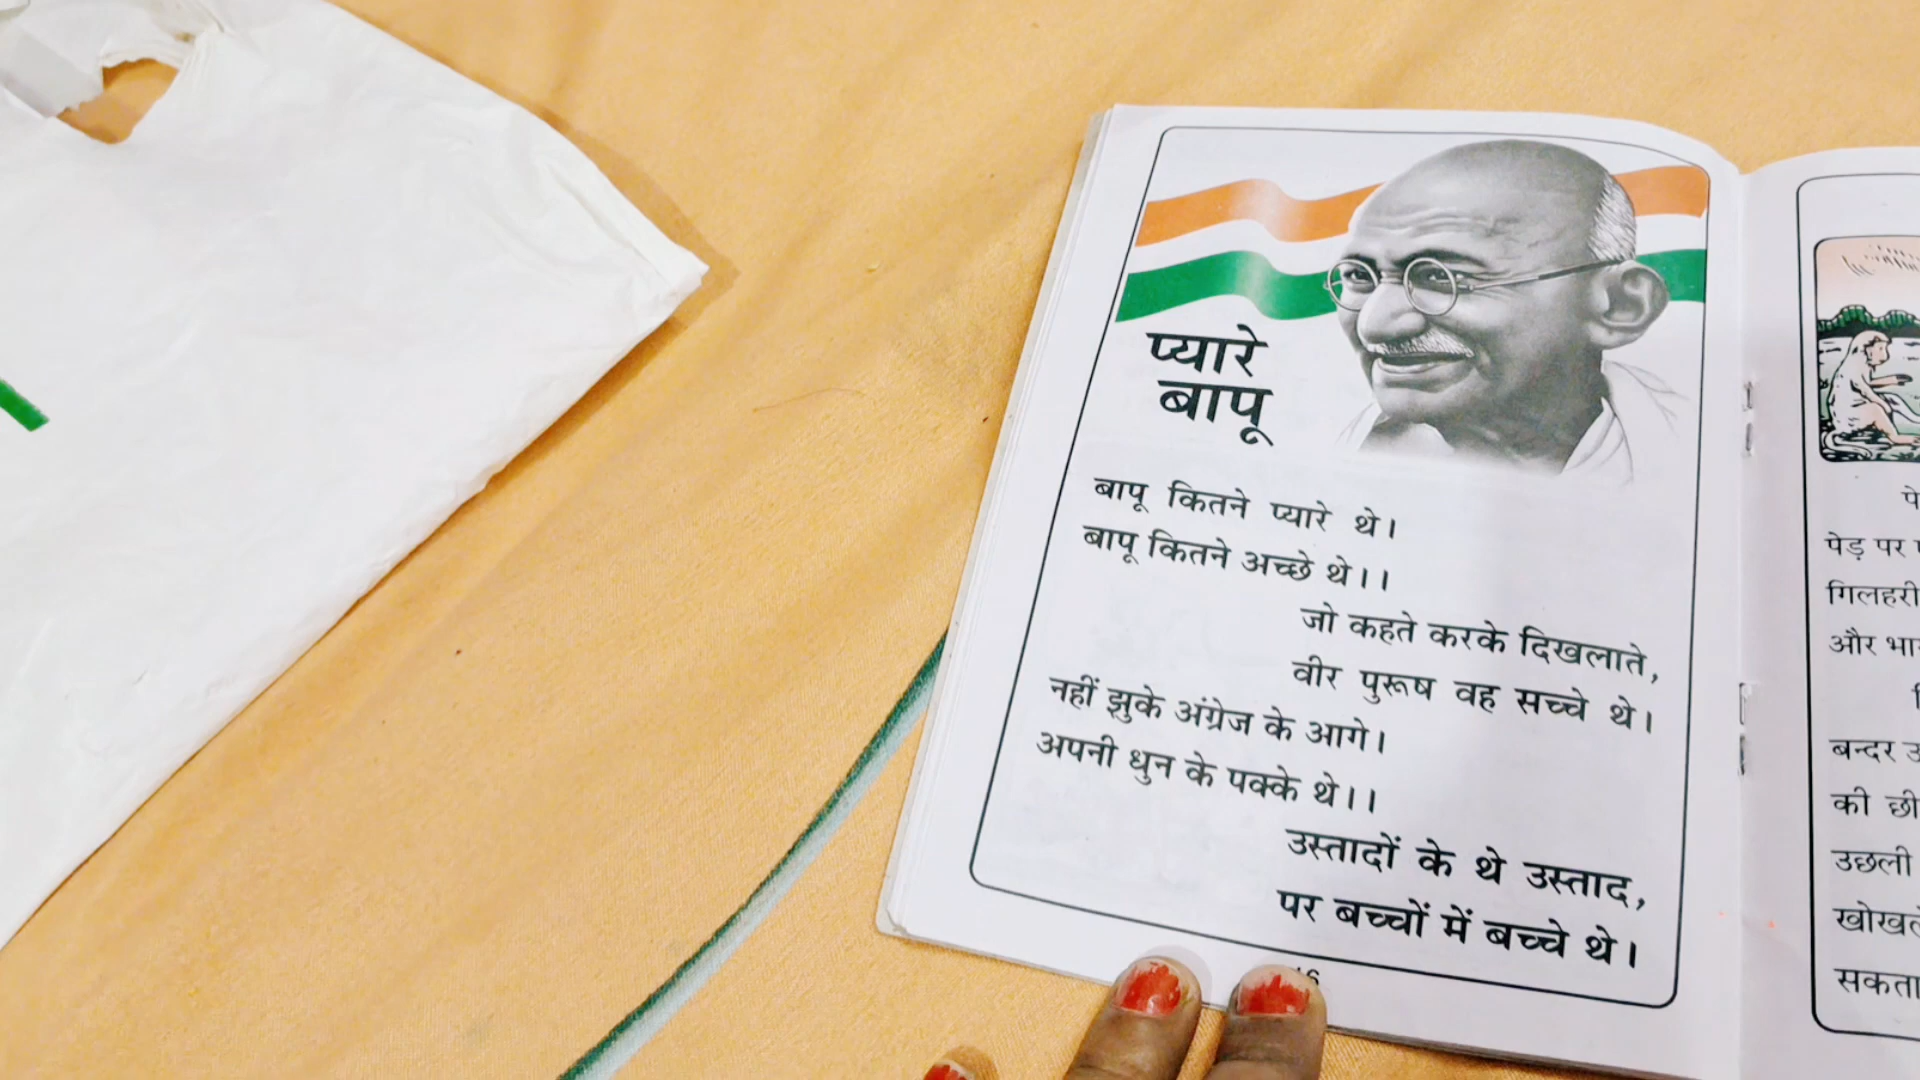 प्यारे
बापू
बापू कितने प्यारे थे।
बापू कितने अच्छे थे।।
जो कहते करके दिखलाते,
वीर पुरूष वह सच्चे थे।
नहीं झुके अंग्रेज के आगे।
अपनी धुन के पक्के थे।।
उस्तादों के थे उस्ताद,
पर बच्चों में बच्चे थे।
पेड़ पर
गिलहरी
और
बन्दर
की
उछली